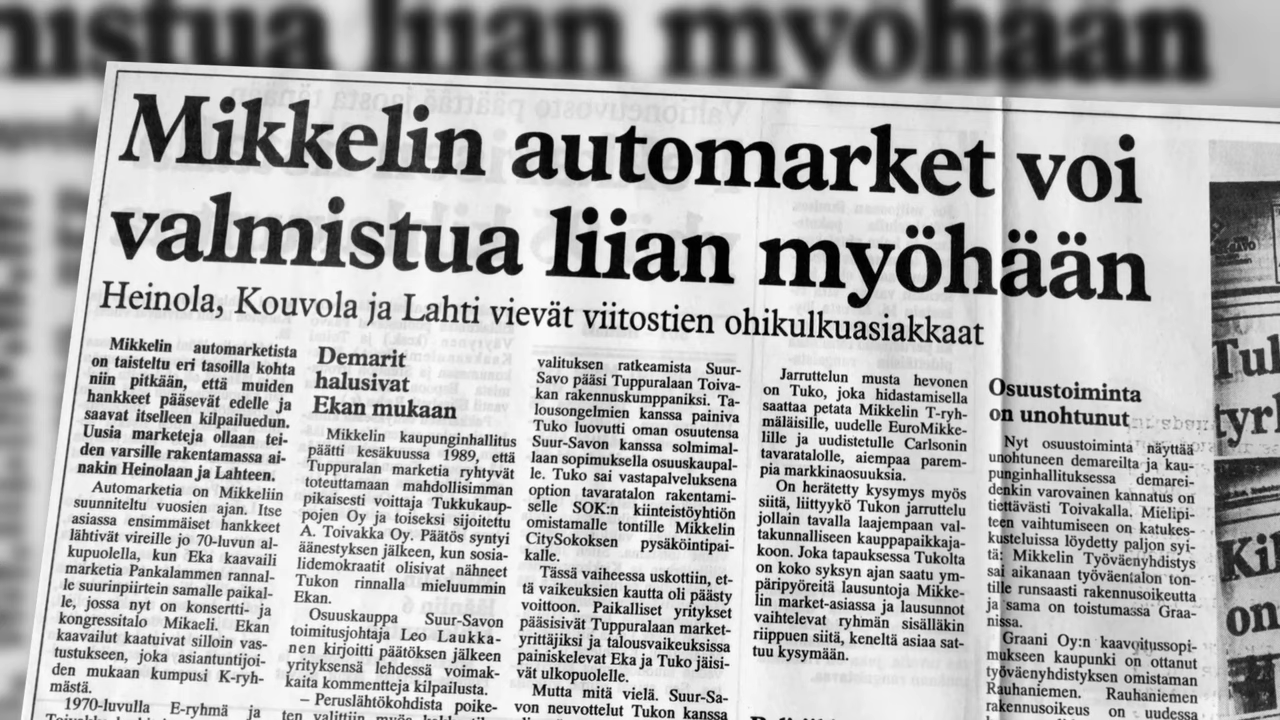 nistua liian myöhään
Mikkelin automarket voi
valmistua liian myöhään
Heinola, Kouvola ja Lahti vievät viitostien ohikulkuasiakkaat
Mikkelin automarketista
on taisteltu eri tasoilla kohta
niin pitkään, että muiden
hankkeet pääsevät edelle ja
saavat itselleen kilpailuedun.
Uusia marketeja ollaan tei-
den varsille rakentamassa ai-
nakin Heinolaan ja Lahteen.
Automarketia on Mikkeliin
suunniteltu vuosien ajan. Itse
asiassa ensimmäiset hankkeet
lähtivät vireille jo 70-luvun al-
kupuolella, kun Eka kaavaili
marketia Pankalammen rannal-
le suurinpiirtein samalle paikal-
le, jossa nyt on konsertti- ja
kongressitalo Mikaeli. Ekan
kaavailut kaatuivat silloin vas-
tustukseen, joka asiantuntijoi-
den mukaan kumpusi K-ryh-
mästä.
1970-luvulla E-ryhmä ja
Demarit
halusivat
Ekan mukaan
Mikkelin kaupunginhallitus
päätti kesäkuussa 1989, että
Tuppuralan marketia ryhtyvät
toteuttamaan mahdollisimman
pikaisesti voittaja Tukkukaup-
pojen Oy ja toiseksi sijoitettu
A. Toivakka Oy. Päätös syntyi
äänestyksen jälkeen, kun sosia-
lidemokraatit olisivat nähneet
Tukon rinnalla mieluummin
Ekan.
Osuuskauppa Suur-Savon
toimitusjohtaja Leo Laukka-
nen kirjoitti päätöksen jälkeen
yrityksensä lehdessä voimak-
kaita kommentteja kilpailusta.
– Peruslähtökohdista poike-
ten valittiin myös
valituksen ratkeamista Suur-
Savo pääsi Tuppuralaan Toiva-
kan rakennuskumppaniksi. Ta-
lousongelmien kanssa painiva
Tuko luovutti oman osuutensa
Suur-Savon kanssa solmimal-
laan sopimuksella osuuskaupal-
le. Tuko sai vastapalveluksena
option tavaratalon rakentami-
selle SOK:n kiinteistöyhtiön
omistamalle tontille Mikkelin
CitySokoksen pysäköintipai-
kalle.
Tässä vaiheessa uskottiin, et-
tä vaikeuksien kautta oli päästy
voittoon. Paikalliset yritykset
pääsisivät Tuppuralaan market-
yrittäjiksi ja talousvaikeuksissa
painiskelevat Eka ja Tuko jäisi-
vät ulkopuolelle.
Mutta mitä vielä. Suur-Sa-
von neuvottelut Tukon kanssa
Jarruttelun musta hevonen
on Tuko, joka hidastamisella
saattaa petata Mikkelin T-ryh-
mäläisille, uudelle EuroMikke-
lille ja uudistetulle Carlsonin
tavaratalolle, aiempaa parem-
pia markkinaosuuksia.
On herätetty kysymys myös
siitä, liittyykö Tukon jarruttelu
jollain tavalla laajempaan val-
takunnalliseen kauppapaikkaja-
koon. Joka tapauksessa Tukolta
on koko syksyn ajan saatu ym-
päripyöreitä lausuntoja Mikke-
lin market-asiassa ja lausunnot
vaihtelevat ryhmän sisälläkin
riippuen siitä, keneltä asiaa sat-
tuu kysymään.
Osuustoiminta
on unohtunut
Nyt osuustoiminta näyttää
unohtuneen demareilta ja kau-
punginhallituksessa demarei-
denkin varovainen kannatus on
tiettävästi Toivakalla. Mielipi-
teen vaihtumiseen on katukes-
kusteluissa löydetty paljon syi-
tä: Mikkelin Työväenyhdistys
sai aikanaan työväentalon ton-
tille runsaasti rakennusoikeutta
ja sama on toistumassa Graa-
nissa.
Graani Oy:n kaavoitussopi-
mukseen kaupunki on ottanut
työväenyhdistyksen omistaman
Rauhaniemen. Rauhaniemen
rakennusoikeus on uudessa
Tul
tyrl
Kil
on